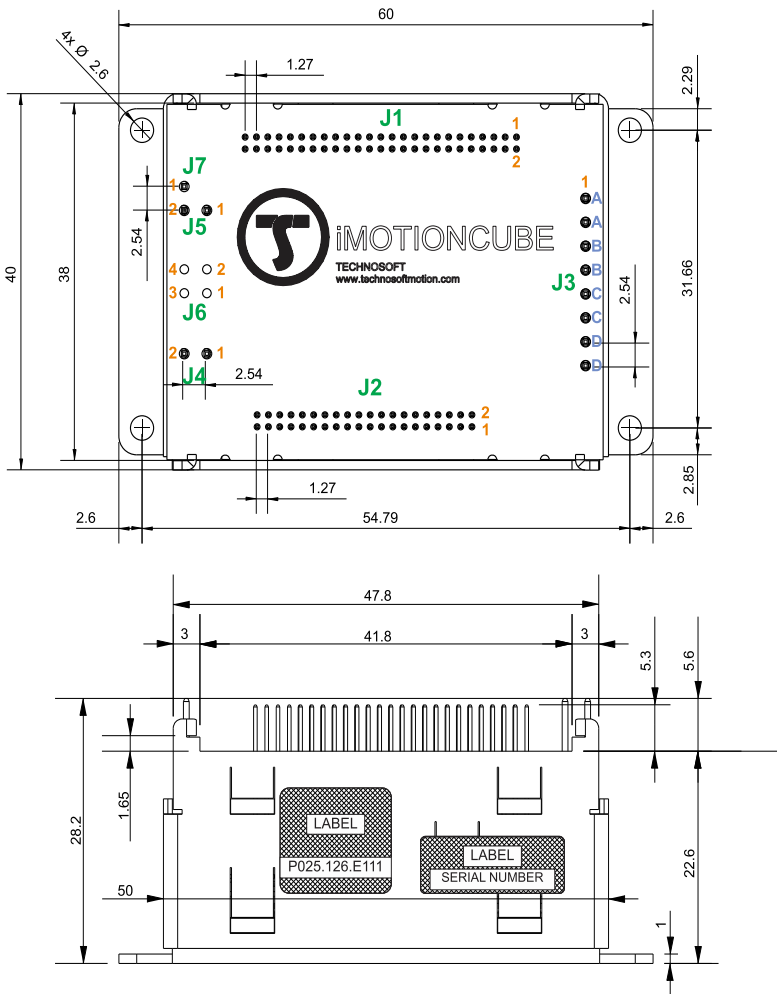 60
4x Ø 2.6
1.27
2.29
J1
1
2
J7
1
1
A
2
J5
1
A
2.54
iMOTIONCUBE
B
40
38
4
2
TECHNOSOFT
www.technosoftmotion.com
B
J3
2.54
31.66
3
1
C
J6
C
D
2
1
D
J4
2.54
J2
2
1
2.85
1.27
2.6
54.79
2.6
47.8
3
41.8
3
5.3
5.6
1.65
28.2
LABEL
P025.126.E111
LABEL
SERIAL NUMBER
22.6
50
1